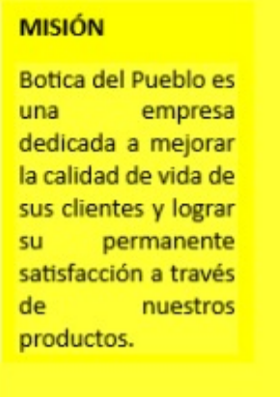 MISIÓN
Botica del Pueblo es
una empresa
dedicada a mejorar
la calidad de vida de
sus clientes y lograr
su permanente
satisfacción a través
de nuestros
productos.